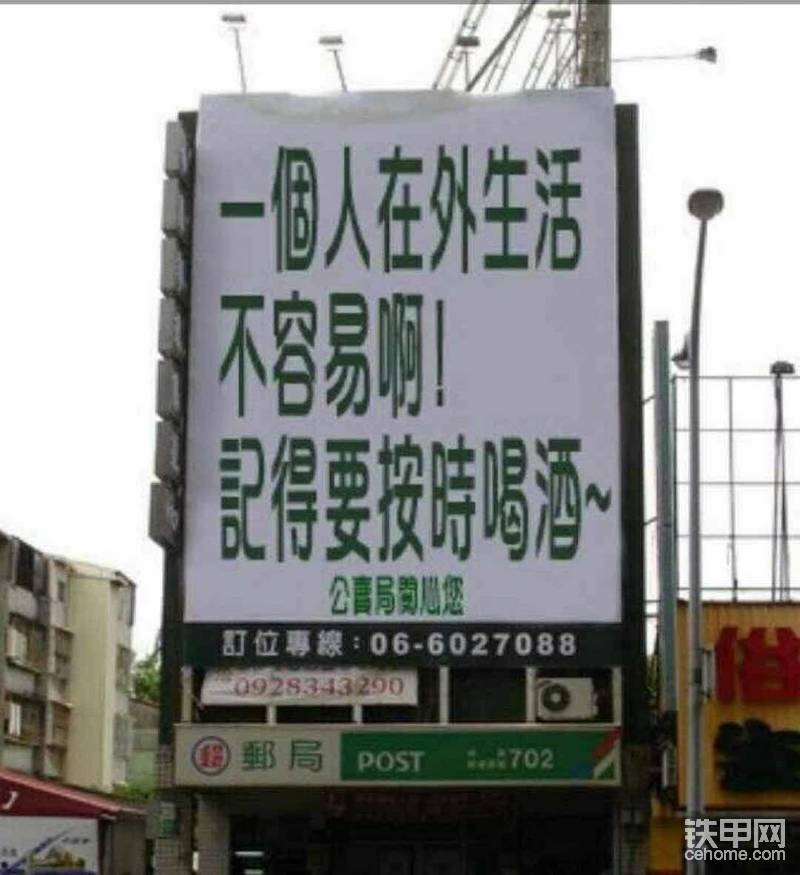 一個人在外生活
不容易啊!
記得要按時喝酒~
公賣局関心您
訂位專線：06-6027088
0928343290
郵局
POST
702
俗
铁甲网
cehome.com